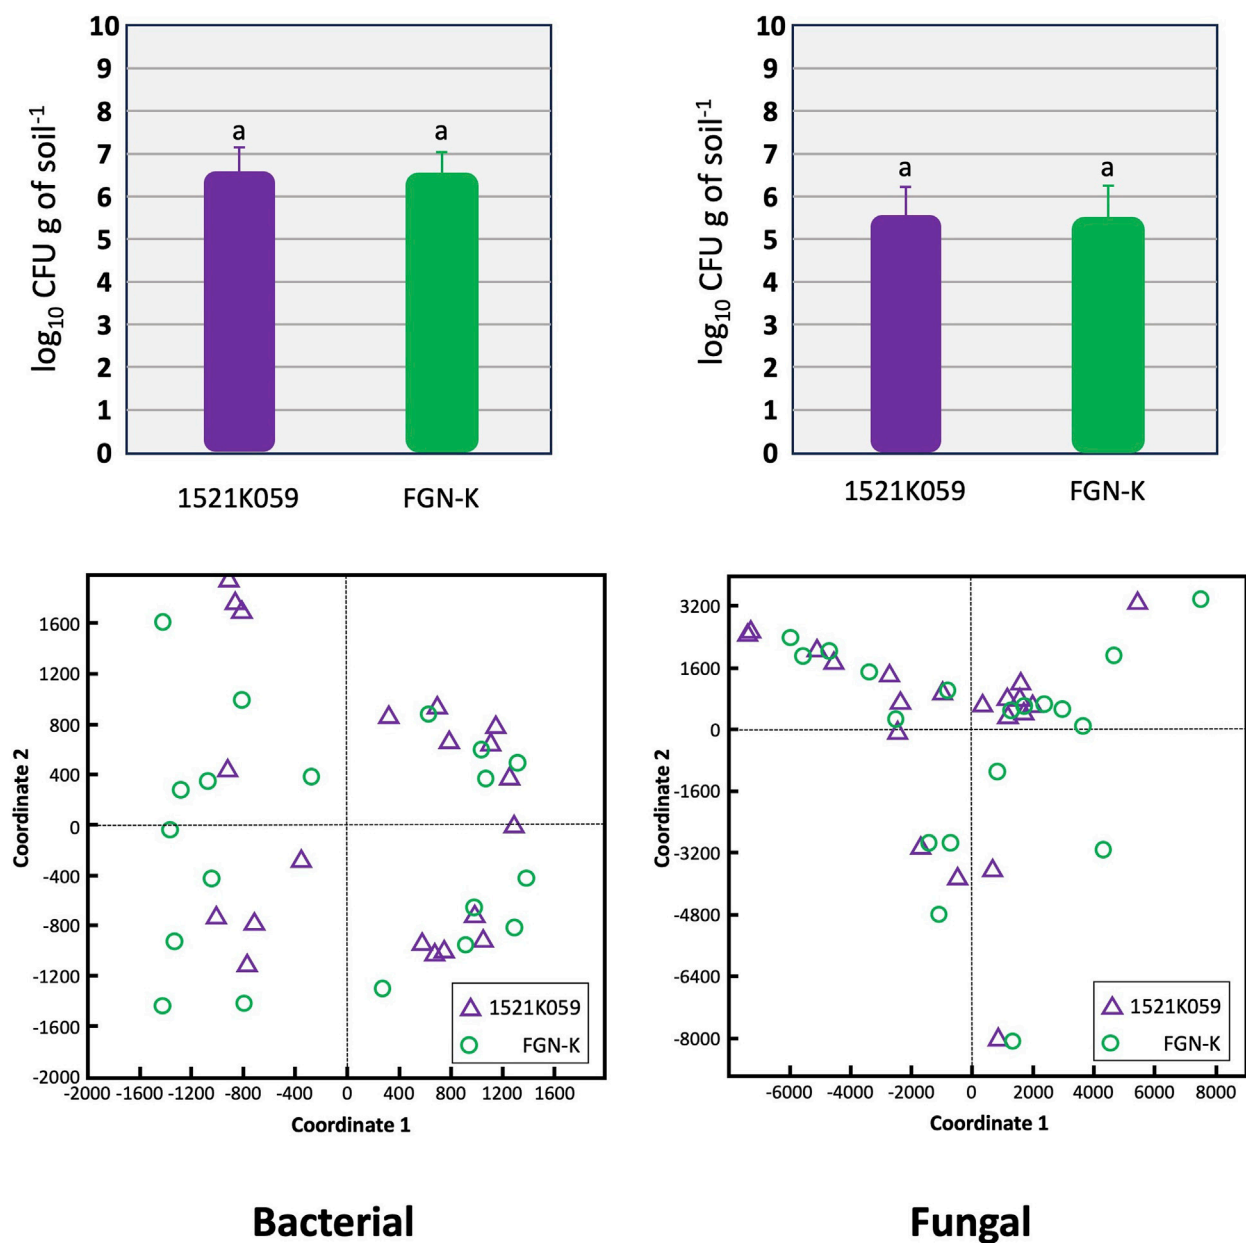 10
9
8
7
6
5
4
3
2
1
0
log10 CFU g of soil-1
a
a
1521K059
FGN-K
10
9
8
7
6
5
4
3
2
1
0
log10 CFU g of soil-1
a
a
1521K059
FGN-K
1600
1200
800
400
0
-400
-800
-1200
-1600
-2000
Coordinate 2
-2000 -1600 -1200 -800 -400 0 400 800 1200 1600
Coordinate 1
1521K059
FGN-K
3200
1600
0
-1600
-3200
-4800
-6400
-8000
Coordinate 2
-6000 -4000 -2000 0 2000 4000 6000 8000
Coordinate 1
1521K059
FGN-K
Bacterial
Fungal